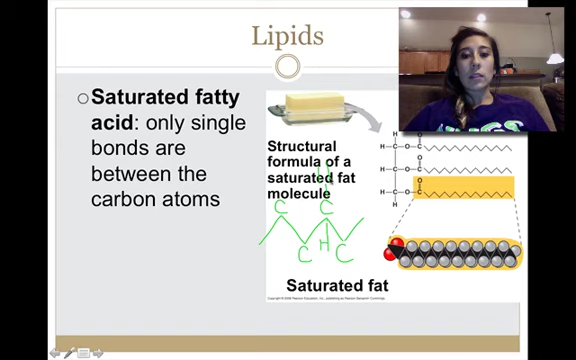 Lipids
Saturated fatty
acid: only single
bonds are
between the
carbon atoms
Structural
formula of a
saturated fat
molecule
H
C
C
H
C
C
H
O
H C O C
O
H C O C
O
H C O C
H
Saturated fat
Copyright © 2008 Pearson Education, Inc., publishing as Pearson Benjamin Cummings.